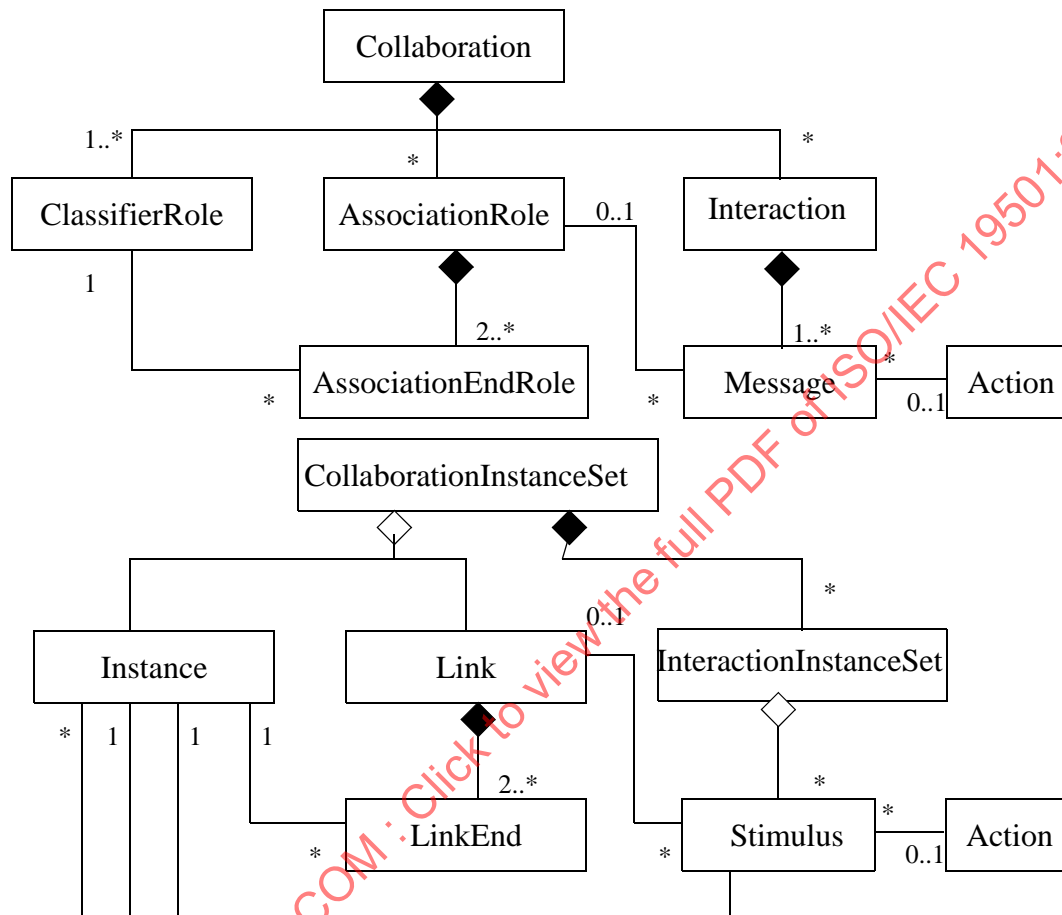 Collaboration
1..*
*
*
ClassifierRole
AssociationRole
0..1
Interaction
1
2..*
1..*
AssociationEndRole
*
Message
*
*
0..1
Action
CollaborationInstanceSet
*
0..1
Instance
Link
InteractionInstanceSet
*
1
1
1
2..*
*
LinkEnd
*
Stimulus
*
*
0..1
Action
COM : Click to view the full PDF of ISO/IEC 19501: